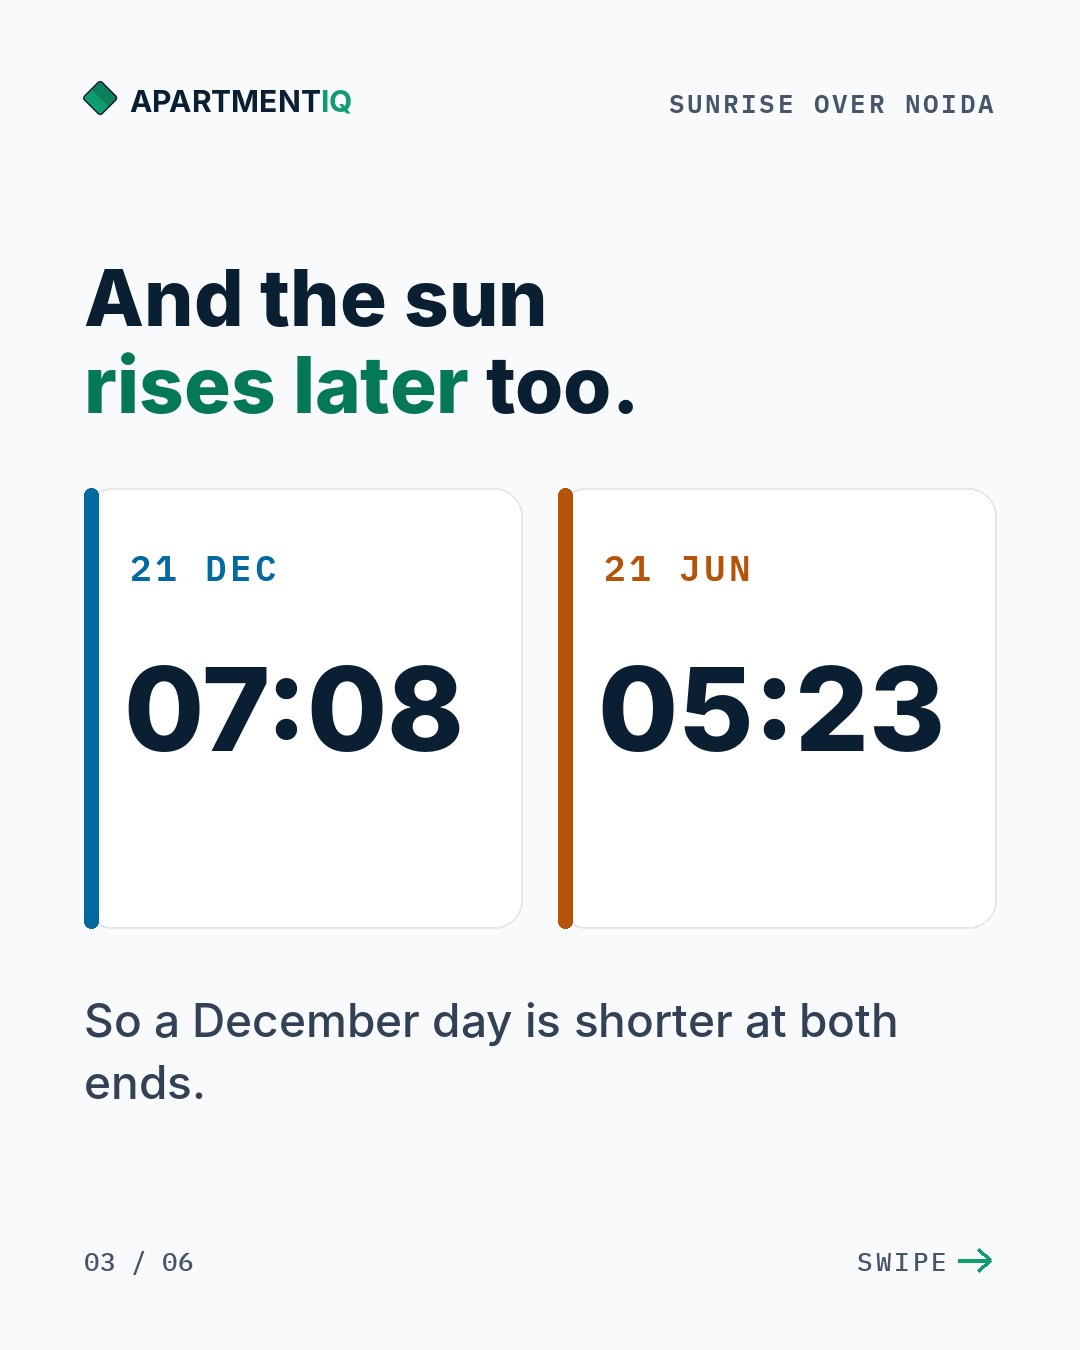 APARTMENTIQ
SUNRISE OVER NOIDA
And the sun
rises later too.
21 DEC
07:08
21 JUN
05:23
So a December day is shorter at both
ends.
03 / 06
SWIPE